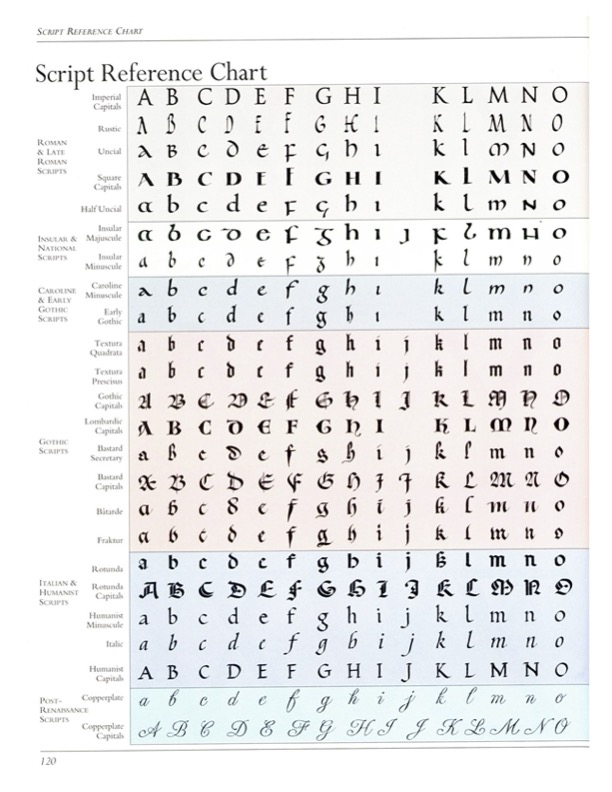 SCRIPT REFERENCE CHART
Script Reference Chart
Imperial Capitals A B C D E F G H I K L M N O
Rustic A B C D E F G H I K L M N O
ROMAN & LATE ROMAN SCRIPTS
Uncial a B c d e F G h i k l m N o
Square Capitals A B C D E F G H I K L M N O
Half Uncial a b c d e F g h i k l m N o
INSULAR & NATIONAL SCRIPTS
Insular Majuscule a b c d e f g h i j k l m N o
Insular Minuscule a b c d e f g h i k l m n o
CAROLINE & EARLY GOTHIC SCRIPTS
Caroline Minuscule a b c d e f g h i k l m n o
Early Gothic a b c d e f g h i k l m n o
Textura Quadrata a b c d e f g h i j k l m n o
Textura Prescisus a b c d e f g h i j k l m n o
Gothic Capitals A B C D E F G H I J K L M N O
Lombardic Capitals A B C D E F G H I K L M N O
GOTHIC SCRIPTS
Bastard Secretary a B c d e f g h i j k l m n o
Bastard Capitals A B C D E F G H I J K L M N O
Bâtarde a b c d e f g h i j k l m n o
Fraktur a b c d e f g h i j k l m n o
ITALIAN & HUMANIST SCRIPTS
Rotunda a b c d e f g b i j k l m n o
Rotunda Capitals A B C D E F G H I J K L M N O
Humanist Minuscule a b c d e f g h i j k l m n o
Italic a b c d e f g h i j k l m n o
Humanist Capitals A B C D E F G H I J K L M N O
POST-RENAISSANCE SCRIPTS
Copperplate a b c d e f g h i j k l m n o
Copperplate Capitals A B C D E F G H I J K L M N O
120